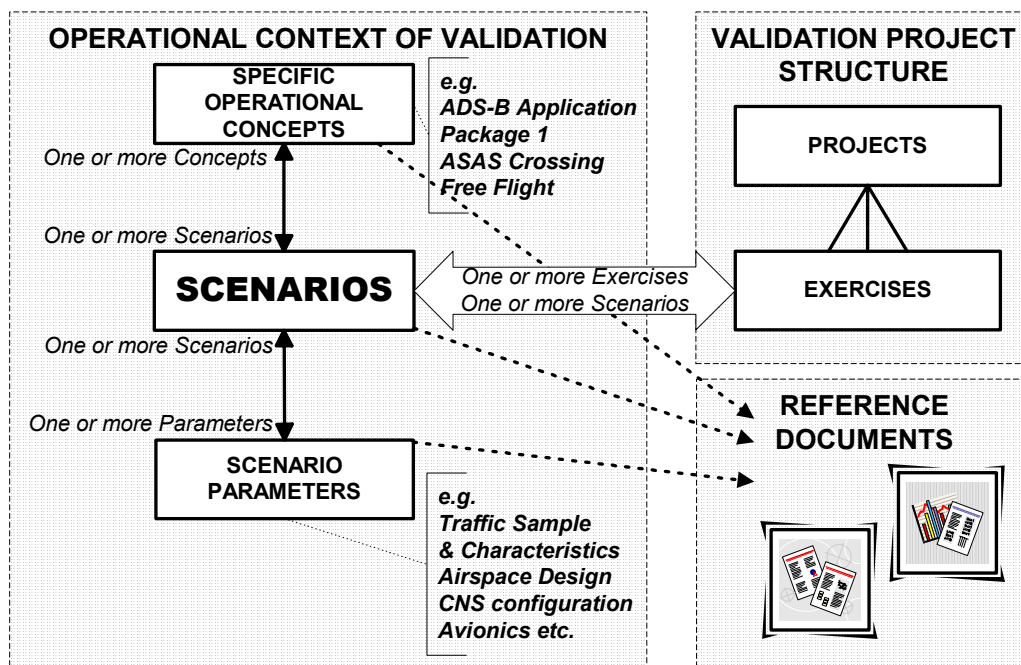 OPERATIONAL CONTEXT OF VALIDATION
SPECIFIC
OPERATIONAL
CONCEPTS
e.g.
ADS-B Application
Package 1
ASAS Crossing
Free Flight
One or more Concepts
One or more Scenarios
SCENARIOS
One or more Exercises
One or more Scenarios
One or more Scenarios
One or more Parameters
SCENARIO
PARAMETERS
e.g.
Traffic Sample
& Characteristics
Airspace Design
CNS configuration
Avionics etc.
VALIDATION PROJECT
STRUCTURE
PROJECTS
EXERCISES
REFERENCE
DOCUMENTS